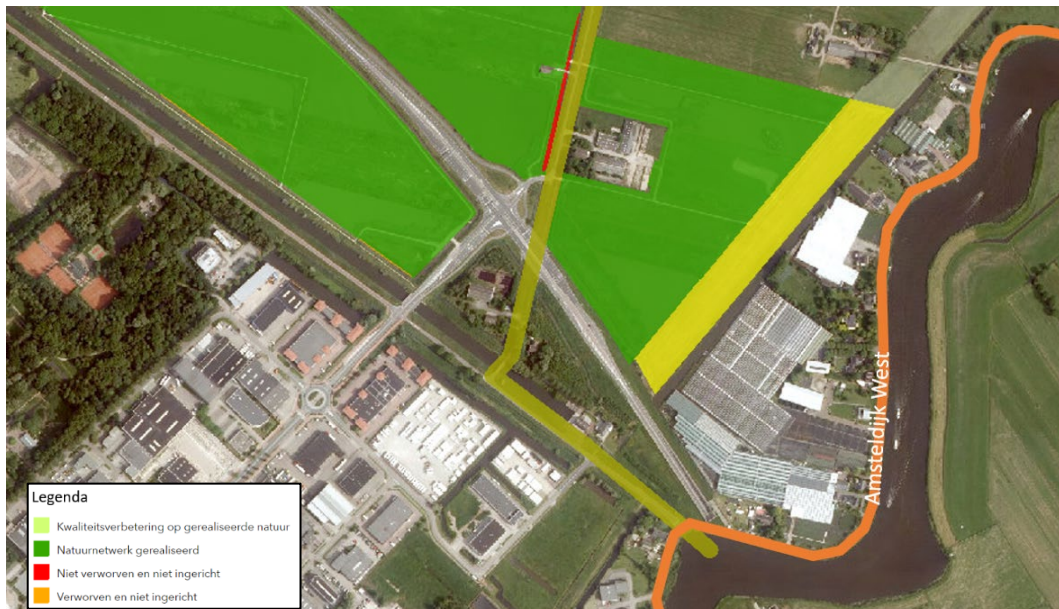 Amsteldijk West
Legenda
Kwaliteitsverbetering op gerealiseerde natuur
Natuurnetwerk gerealiseerd
Niet verworven en niet ingericht
Verworven en niet ingericht